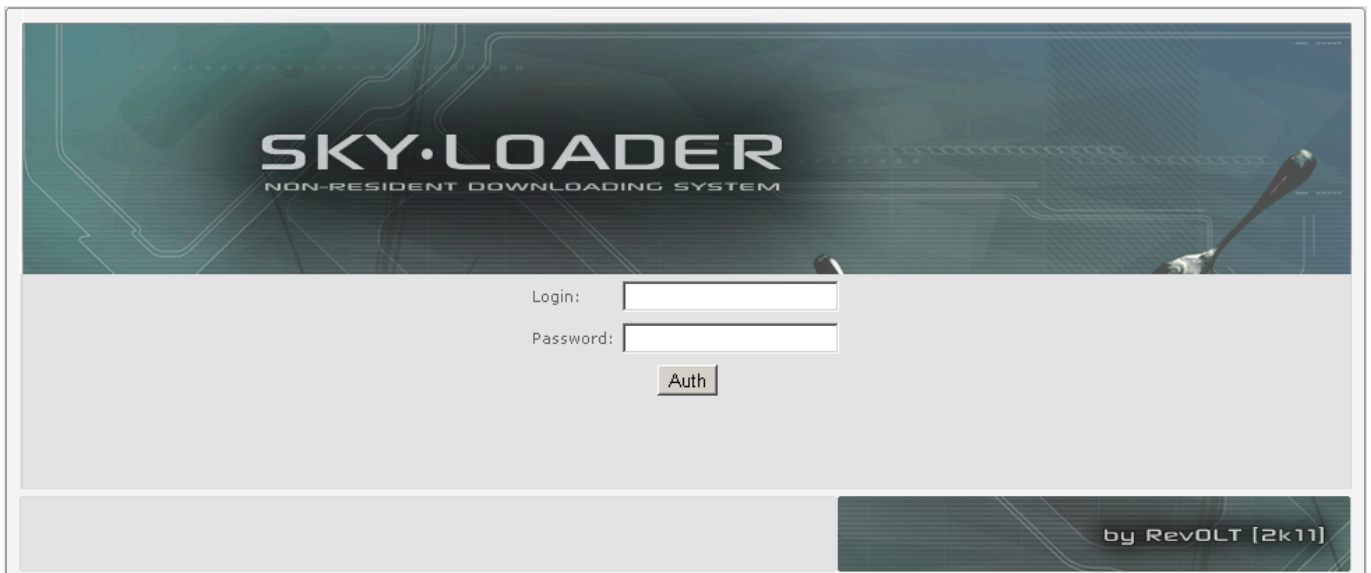 SKY·LOADER
NON-RESIDENT DOWNLOADING SYSTEM
Login:
Password:
Auth
by RevOLT [2k11]